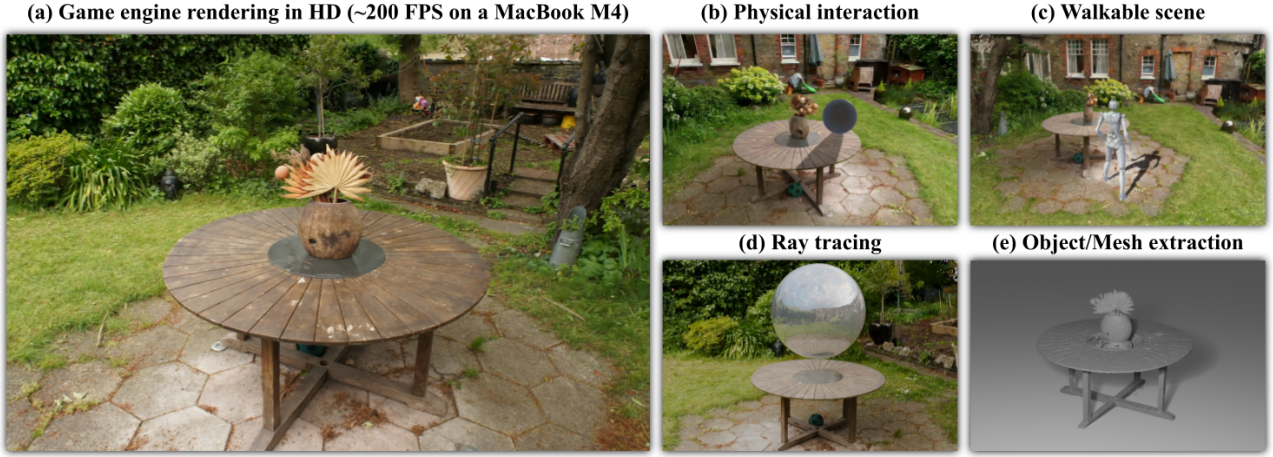 (a) Game engine rendering in HD (~200 FPS on a MacBook M4)
(b) Physical interaction
(c) Walkable scene
(d) Ray tracing
(e) Object/Mesh extraction